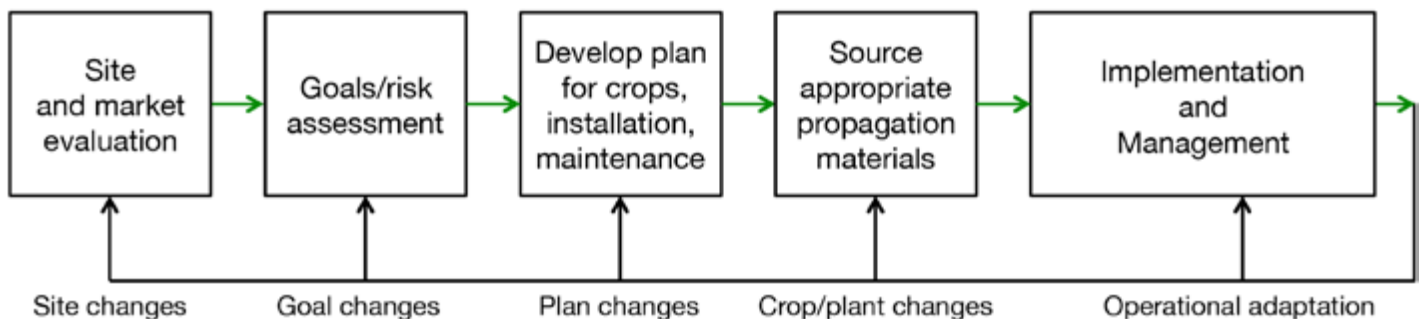 Site
and market
evaluation
Goals/risk
assessment
Develop plan
for crops,
installation,
maintenance
Source
appropriate
propagation
materials
Implementation
and
Management
Site changes
Goal changes
Plan changes
Crop/plant changes
Operational adaptation